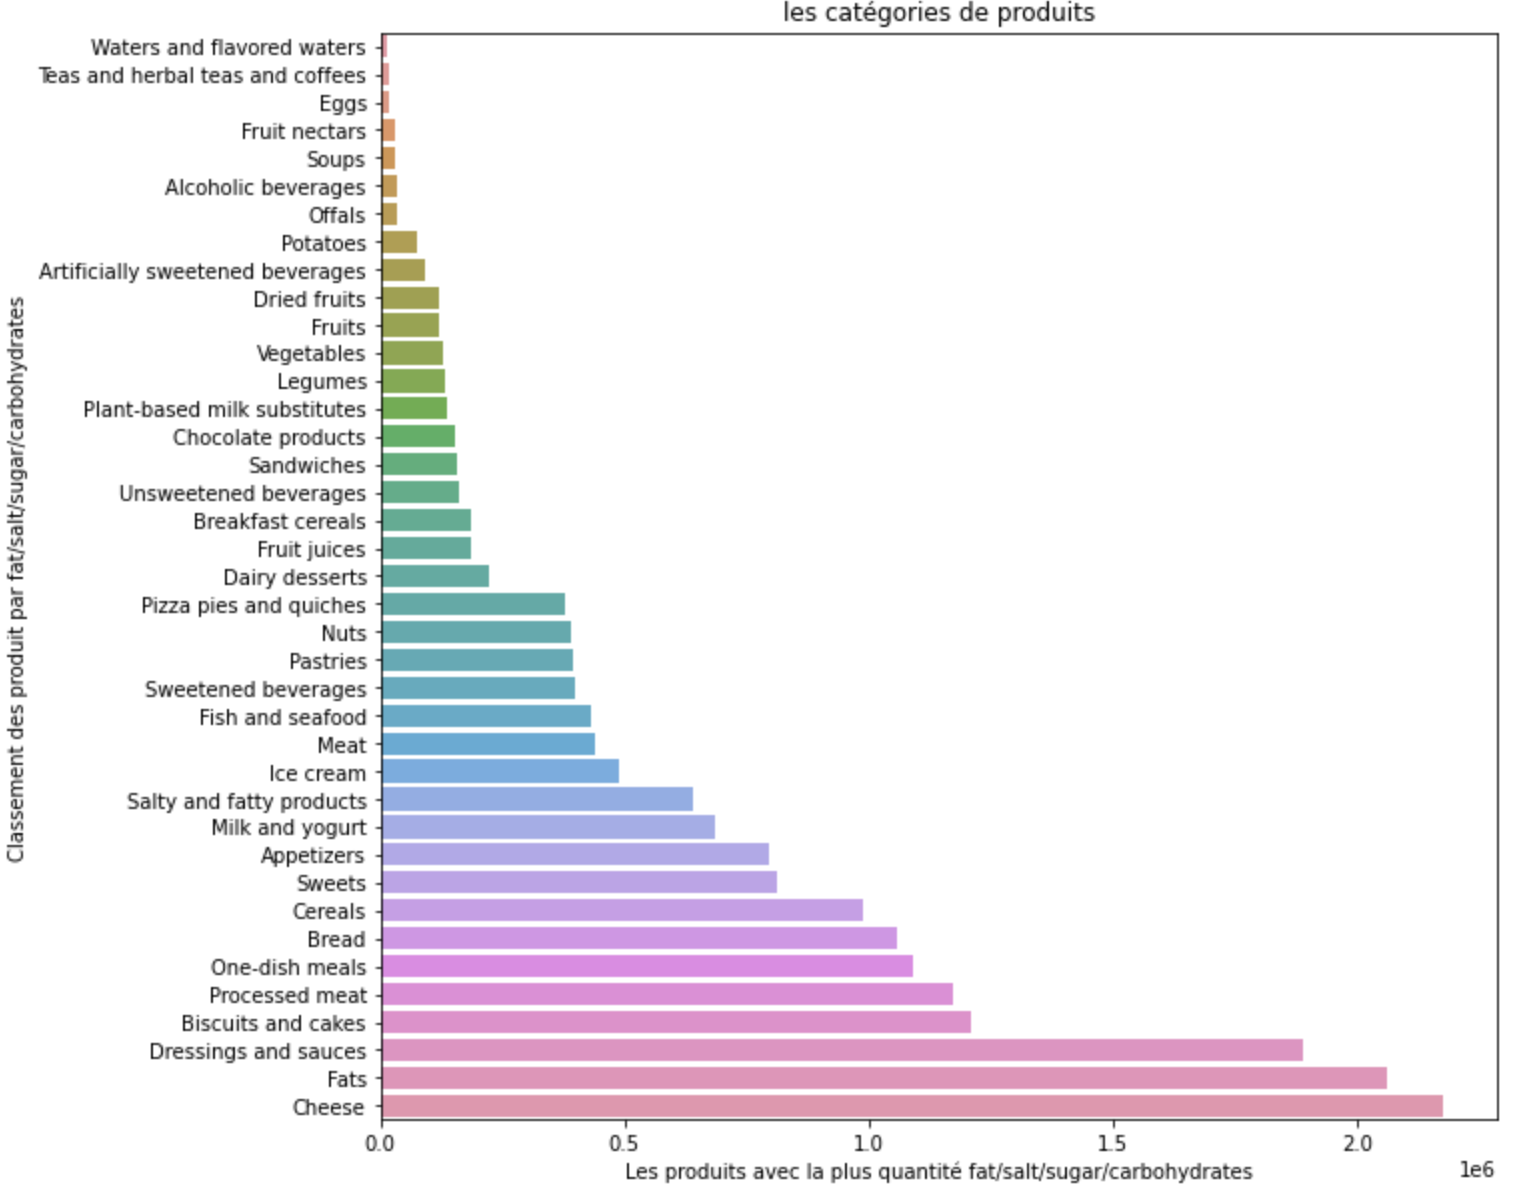 les catégories de produits
Waters and flavored waters
Teas and herbal teas and coffees
Eggs
Fruit nectars
Soups
Alcoholic beverages
Offals
Potatoes
Artificially sweetened beverages
Dried fruits
Fruits
Vegetables
Legumes
Plant-based milk substitutes
Chocolate products
Sandwiches
Unsweetened beverages
Breakfast cereals
Fruit juices
Dairy desserts
Pizza pies and quiches
Nuts
Pastries
Sweetened beverages
Fish and seafood
Meat
Ice cream
Salty and fatty products
Milk and yogurt
Appetizers
Sweets
Cereals
Bread
One-dish meals
Processed meat
Biscuits and cakes
Dressings and sauces
Fats
Cheese
Classement des produit par fat/salt/sugar/carbohydrates
0.0 0.5 1.0 1.5 2.0
Les produits avec la plus quantité fat/salt/sugar/carbohydrates
1e6